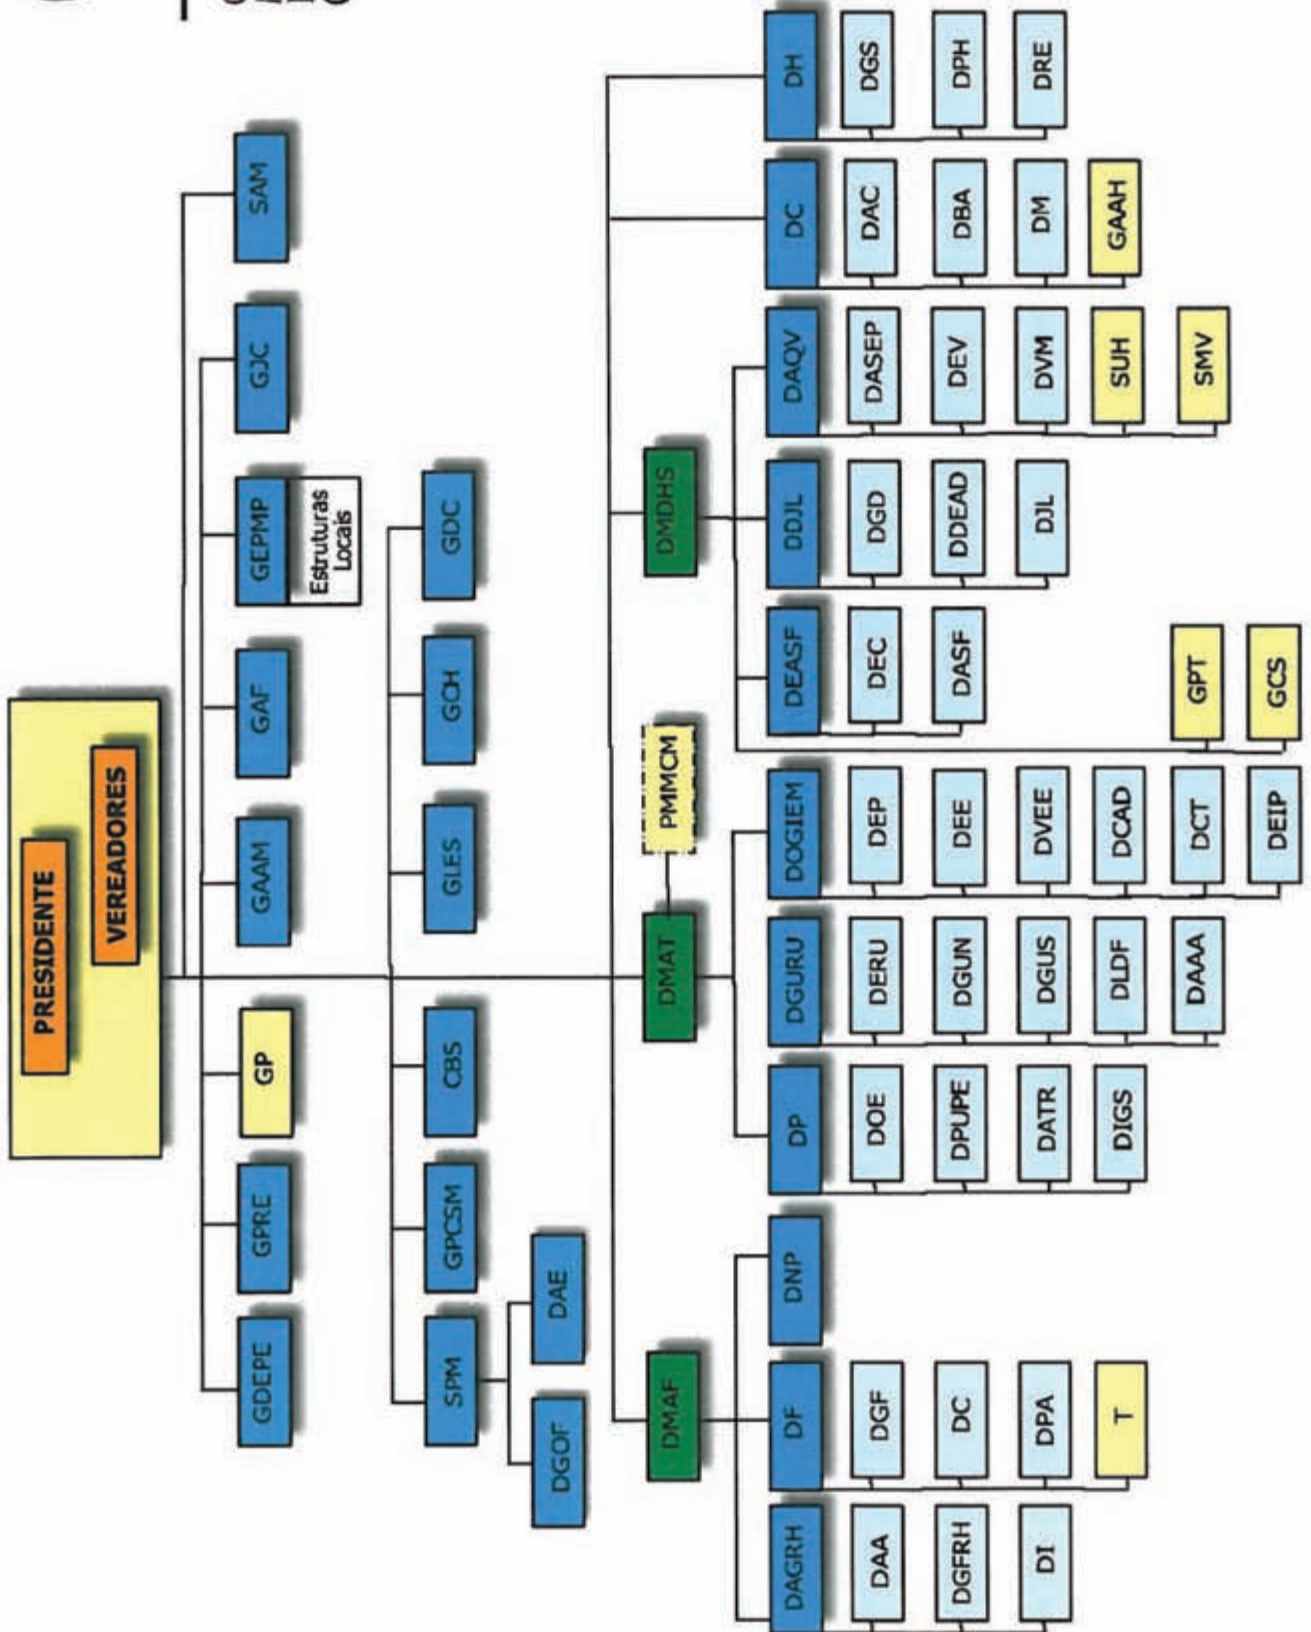 PRESIDENTE
VEREADORES
GDEPE
GPRE
GP
GAAM
GAF
GEPMP
Estruturas
Locais
GJC
SAM
SPM
GPCSM
CBS
GLES
GCH
GDC
DGOF
DAE
DMAF
DMAT
PMMCM
DMDHS
DAGRH
DF
DNP
DP
DGURU
DOGIEM
DEASF
DDJL
DAQV
DC
DH
DAA
DGF
DOE
DERU
DEP
DEC
DGD
DASEP
DAC
DGS
DGFRH
DC
DPUPE
DGUN
DEE
DASF
DDEAD
DEV
DBA
DPH
DI
DPA
DATR
DGUS
DVEE
DJL
DVM
DM
DRE
T
DIGS
DLDF
DCAD
SUH
GAAH
DAAA
DCT
GPT
SMV
DEIP
GCS